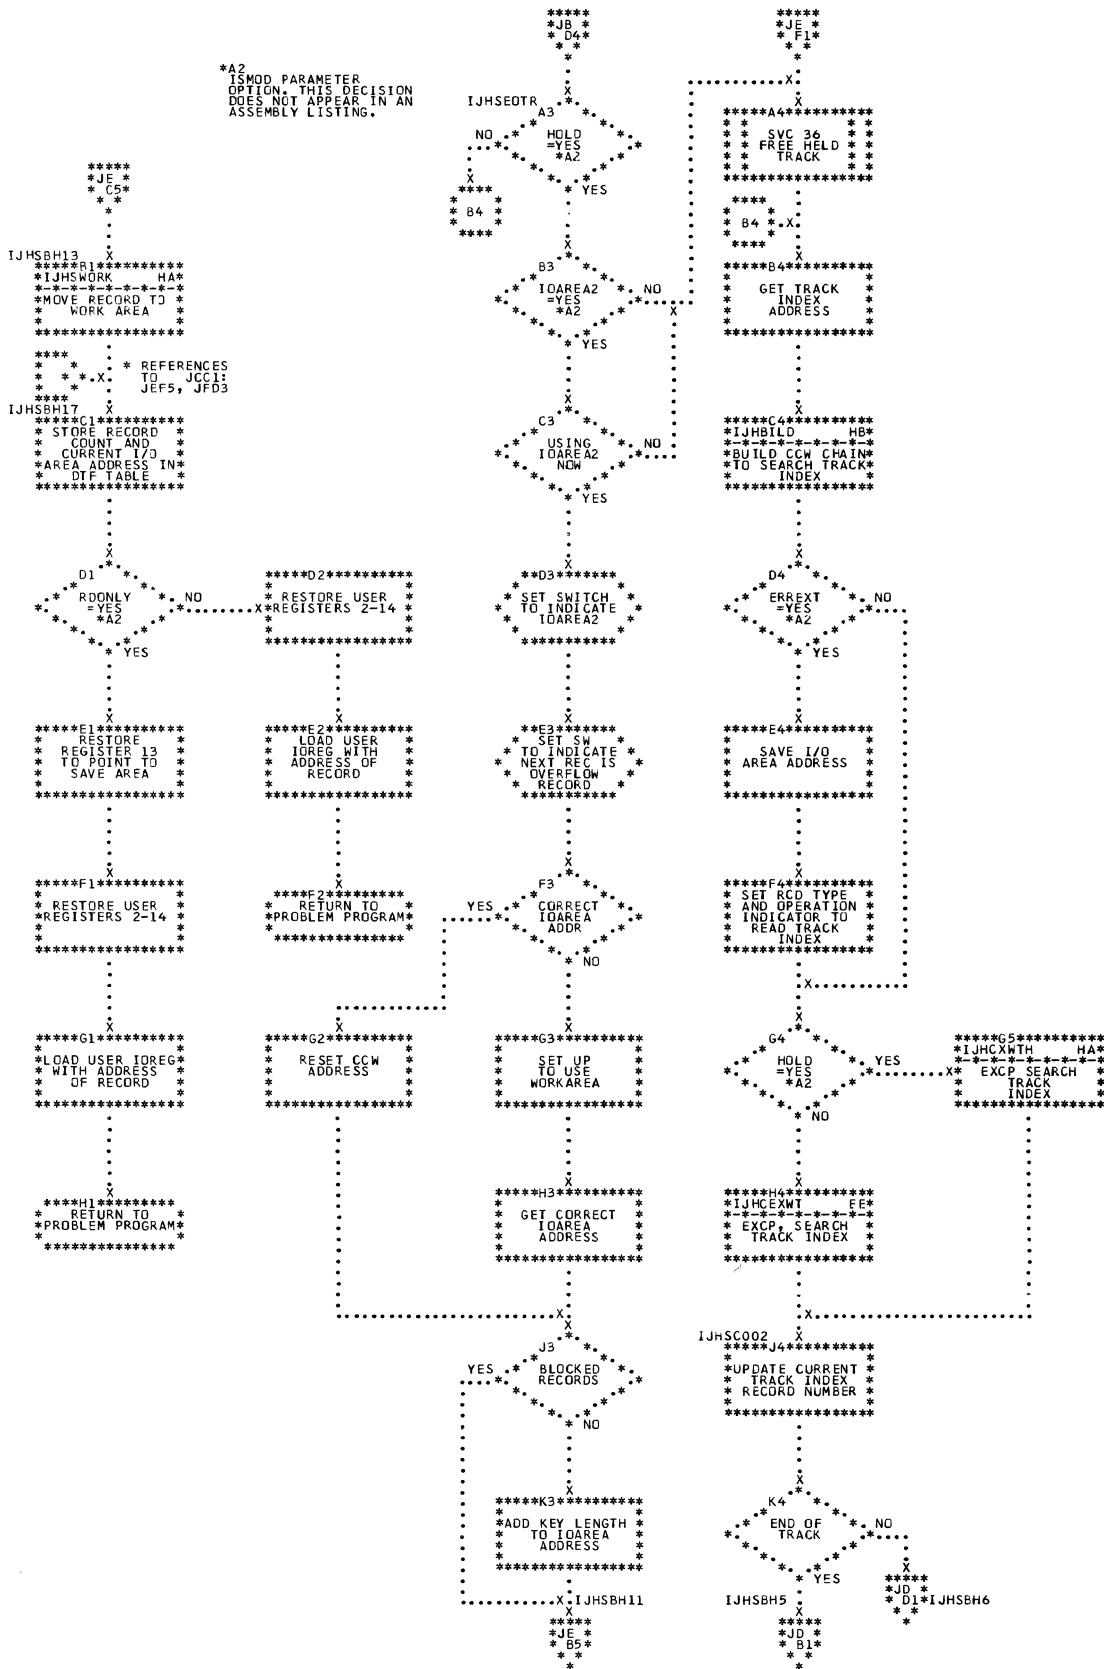 JB
D4
JE
F1
*A2
ISMOD PARAMETER
OPTION. THIS DECISION
DOES NOT APPEAR IN AN
ASSEMBLY LISTING.
IJHSEOTR
A3
HOLD
=YES
*A2
NO
YES
B4
A4
SVC 36
FREE HELD
TRACK
B4
JE
C5
IJHSBH13
B1
IJHSWORK HA
MOVE RECORD TO
WORK AREA
B3
IOAREA2
=YES
*A2
NO
YES
B4
GET TRACK
INDEX
ADDRESS
* REFERENCES
TO JCC1:
JEF5, JFD3
IJHSBH17
C1
STORE RECORD
COUNT AND
CURRENT I/O
AREA ADDRESS IN
DTF TABLE
C3
USING
IOAREA2
NOW
NO
YES
C4
IJHBILD HB
BUILD CCW CHAIN
TO SEARCH TRACK
INDEX
D1
RDONLY
=YES
*A2
NO
YES
D2
RESTORE USER
REGISTERS 2-14
D3
SET SWITCH
TO INDICATE
IOAREA2
D4
ERREXT
=YES
*A2
NO
YES
E1
RESTORE
REGISTER 13
TO POINT TO
SAVE AREA
E2
LOAD USER
IOREG WITH
ADDRESS OF
RECORD
E3
SET SW
TO INDICATE
NEXT REC IS
OVERFLOW
RECORD
E4
SAVE I/O
AREA ADDRESS
F1
RESTORE USER
REGISTERS 2-14
F2
RETURN TO
PROBLEM PROGRAM
F3
CORRECT
IOAREA
ADDR
YES
NO
F4
SET RCD TYPE
AND OPERATION
INDICATOR TO
READ TRACK
INDEX
G1
LOAD USER IOREG
WITH ADDRESS
OF RECORD
G2
RESET CCW
ADDRESS
G3
SET UP
TO USE
WORKAREA
G4
HOLD
=YES
*A2
YES
NO
G5
IJHCXWTH HA
EXCP SEARCH
TRACK
INDEX
H1
RETURN TO
PROBLEM PROGRAM
H3
GET CORRECT
IOAREA
ADDRESS
H4
IJHCEXWT EE
EXCP, SEARCH
TRACK INDEX
J3
BLOCKED
RECORDS
YES
NO
IJHSC002
J4
UPDATE CURRENT
TRACK INDEX
RECORD NUMBER
K3
ADD KEY LENGTH
TO IOAREA
ADDRESS
K4
END OF
TRACK
NO
YES
IJHSBH11
JE
B5
IJHSBH5
JD
B1
JD
D1
IJHSBH6